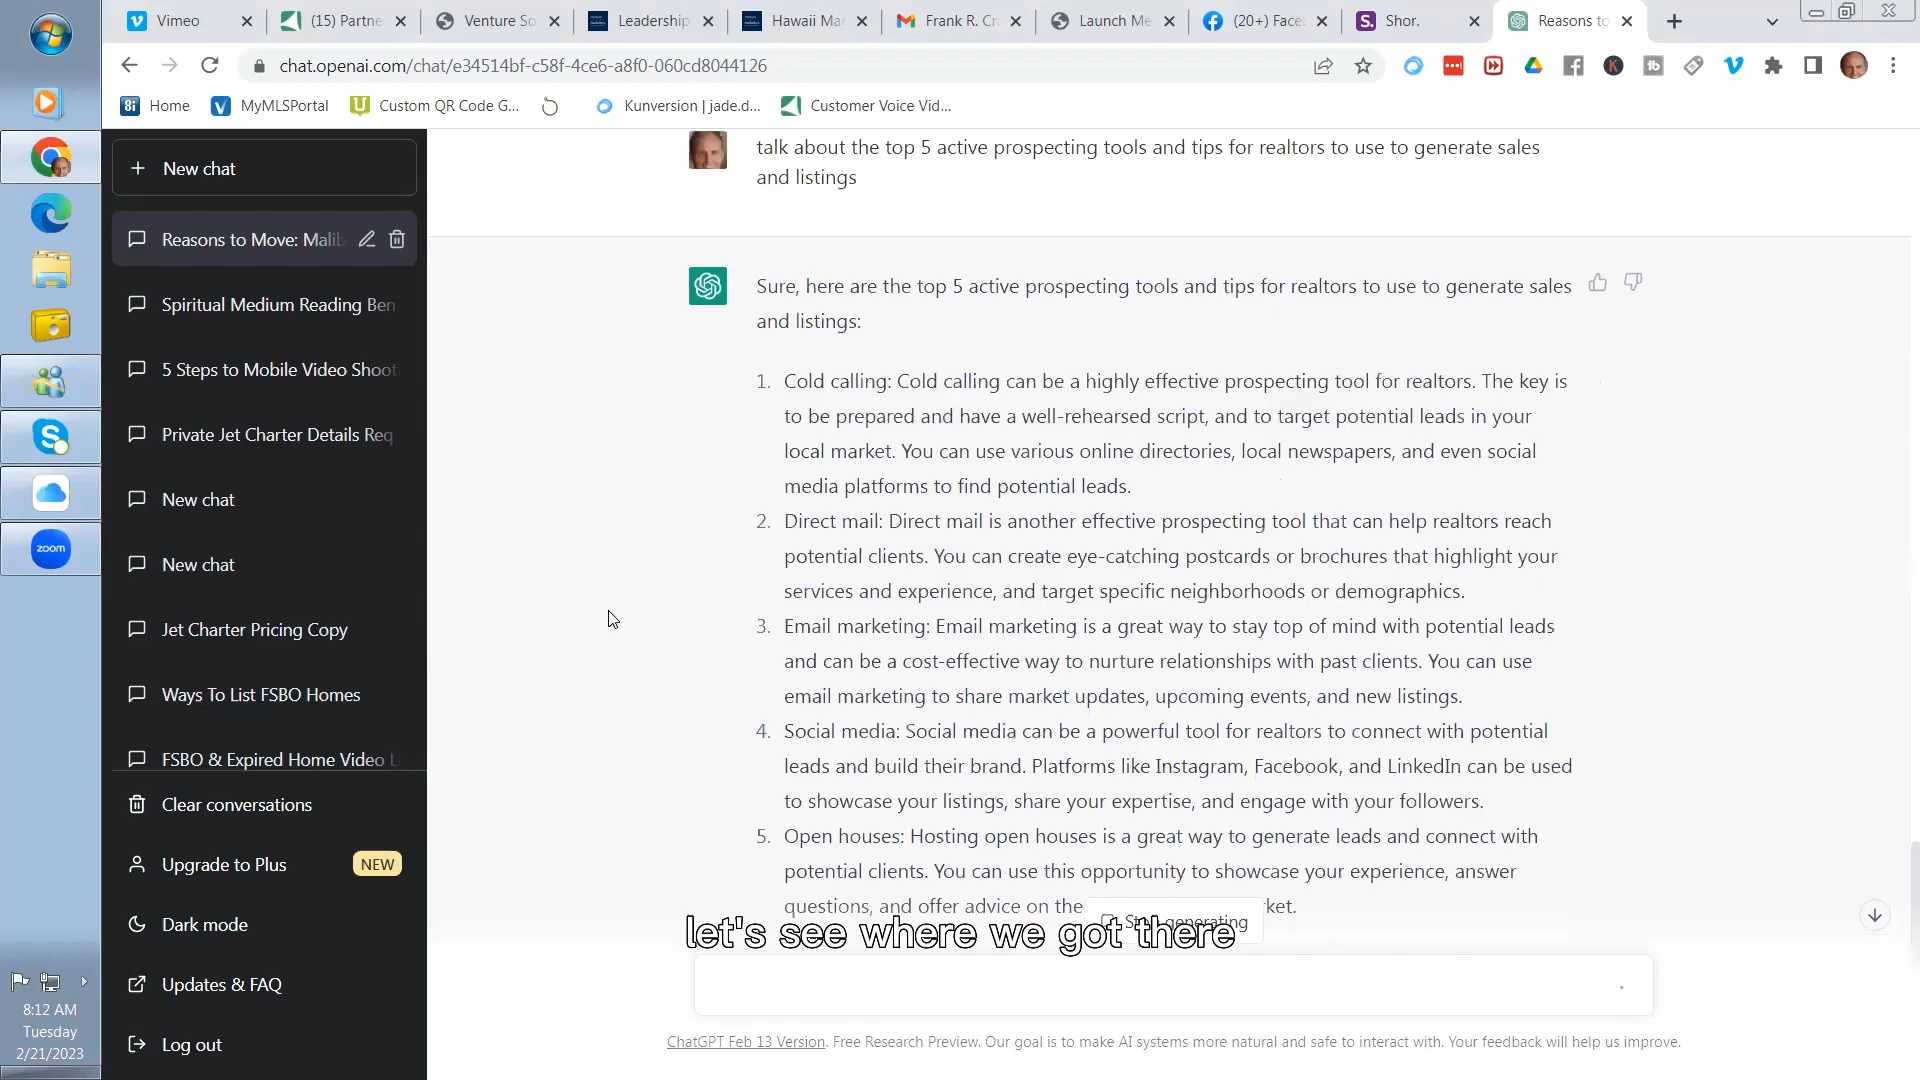 Vimeo
(15) Partne
Venture So
Leadership
Hawaii Ma
Frank R. Cr
Launch Me
(20+) Face
Shor.
Reasons to
chat.openai.com/chat/e34514bf-c58f-4ce6-a8f0-060cd8044126
8i Home
MyMLSPortal
Custom QR Code G...
Kunversion | jade.d...
Customer Voice Vid...
New chat
Reasons to Move: Malib
Spiritual Medium Reading Ben
5 Steps to Mobile Video Shoot
Private Jet Charter Details Req
New chat
New chat
Jet Charter Pricing Copy
Ways To List FSBO Homes
FSBO & Expired Home Video L
Clear conversations
Upgrade to Plus NEW
Dark mode
Updates & FAQ
Log out
zoom
8:12 AM
Tuesday
2/21/2023
talk about the top 5 active prospecting tools and tips for realtors to use to generate sales
and listings
Sure, here are the top 5 active prospecting tools and tips for realtors to use to generate sales
and listings:
1. Cold calling: Cold calling can be a highly effective prospecting tool for realtors. The key is
to be prepared and have a well-rehearsed script, and to target potential leads in your
local market. You can use various online directories, local newspapers, and even social
media platforms to find potential leads.
2. Direct mail: Direct mail is another effective prospecting tool that can help realtors reach
potential clients. You can create eye-catching postcards or brochures that highlight your
services and experience, and target specific neighborhoods or demographics.
3. Email marketing: Email marketing is a great way to stay top of mind with potential leads
and can be a cost-effective way to nurture relationships with past clients. You can use
email marketing to share market updates, upcoming events, and new listings.
4. Social media: Social media can be a powerful tool for realtors to connect with potential
leads and build their brand. Platforms like Instagram, Facebook, and LinkedIn can be used
to showcase your listings, share your expertise, and engage with your followers.
5. Open houses: Hosting open houses is a great way to generate leads and connect with
potential clients. You can use this opportunity to showcase your experience, answer
questions, and offer advice on the ket.
Stop generating
let's see where we got there
ChatGPT Feb 13 Version. Free Research Preview. Our goal is to make AI systems more natural and safe to interact with. Your feedback will help us improve.